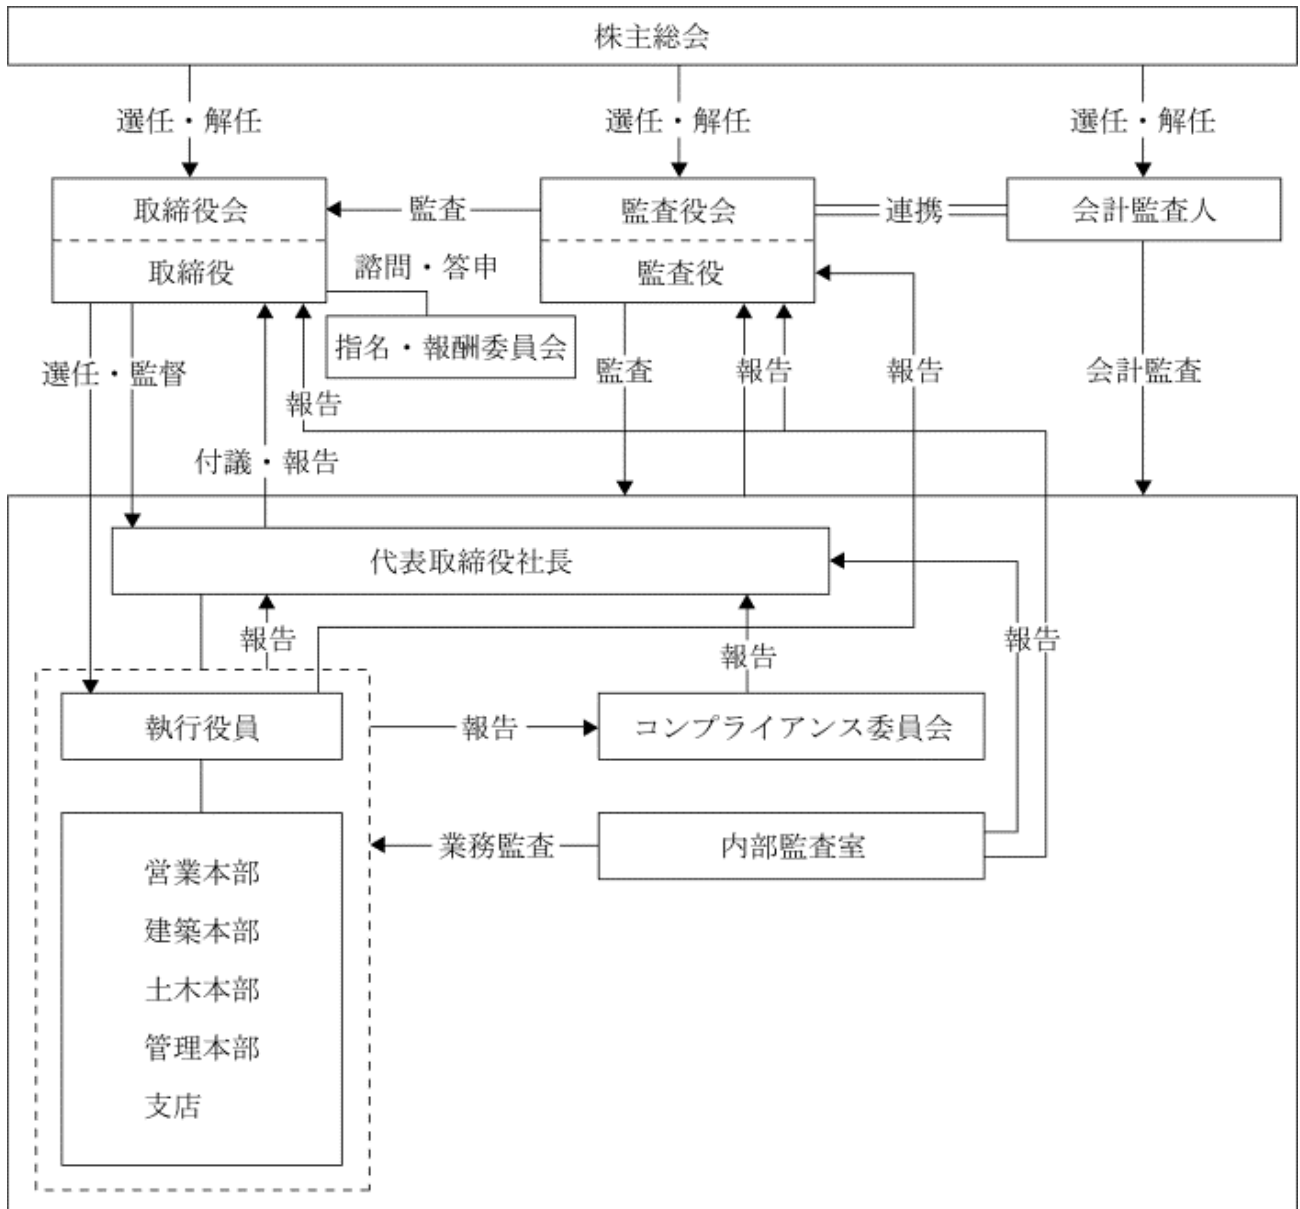 株主総会
選任・解任
選任・解任
選任・解任
取締役会
監査
監査役会
連携
会計監査人
取締役
諮問・答申
監査役
指名・報酬委員会
選任・監督
監査
報告
報告
会計監査
報告
付議・報告
代表取締役社長
報告
報告
報告
執行役員
報告
コンプライアンス委員会
業務監査
内部監査室
営業本部
建築本部
土木本部
管理本部
支店